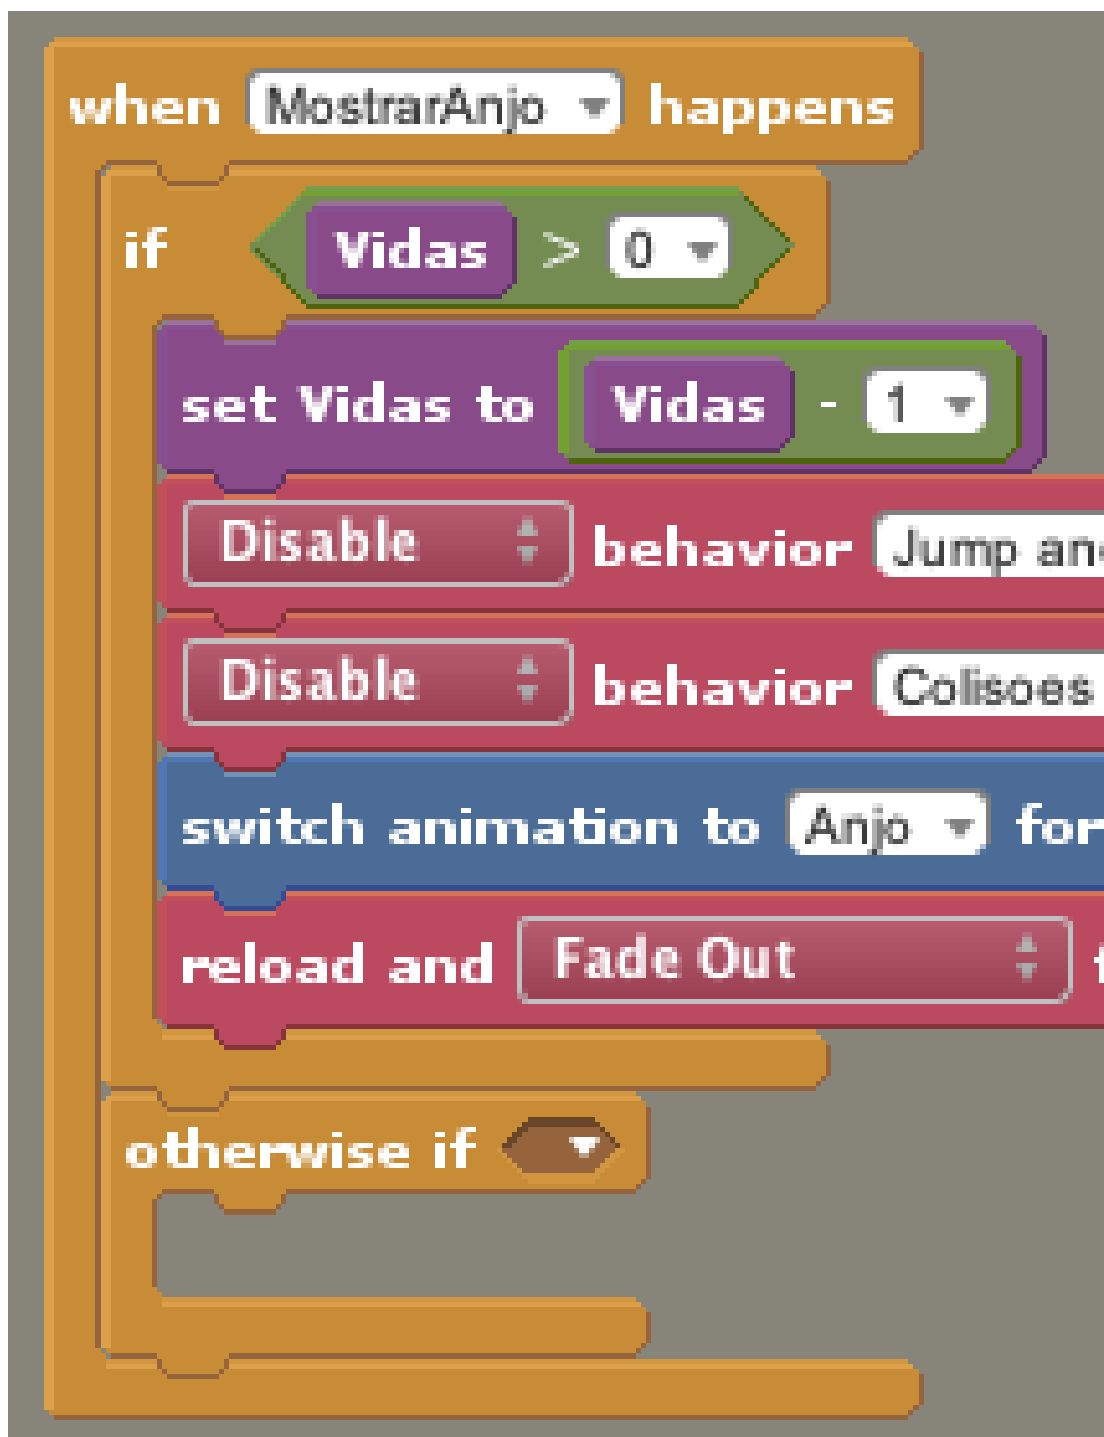 when MostrarAnjo happens
if Vidas > 0
set Vidas to Vidas - 1
Disable behavior Jump
Disable behavior Colisoes
switch animation to Anjo for
reload and Fade Out
otherwise if